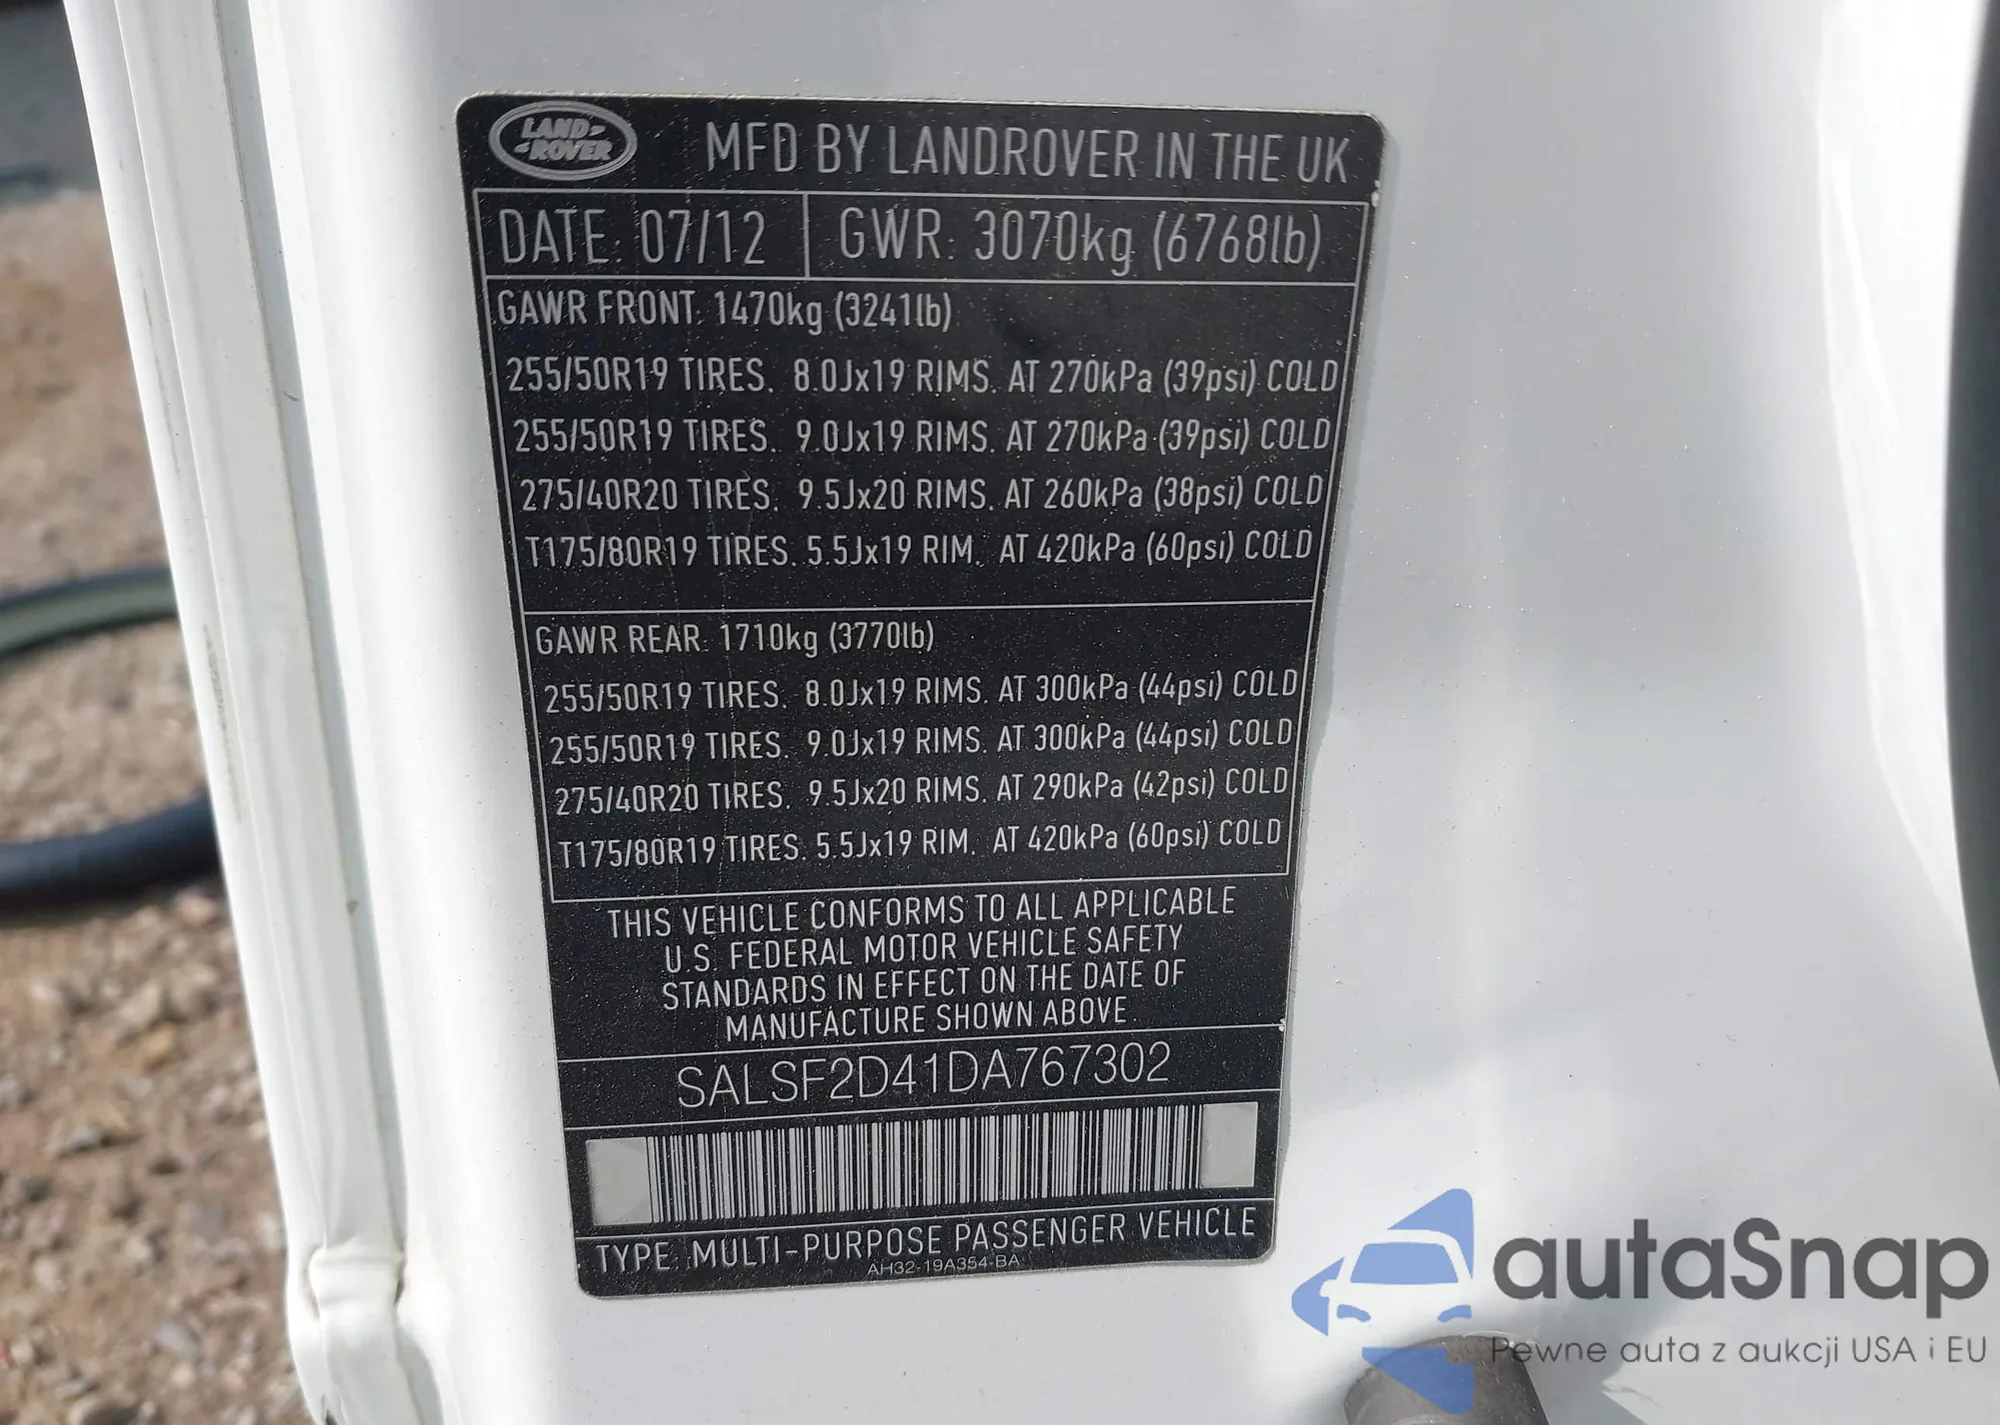 LAND-
-ROVER
MFD BY LANDROVER IN THE UK
DATE: 07/12 GWR: 3070kg (6768lb)
GAWR FRONT: 1470kg (3241lb)
255/50R19 TIRES. 8.0Jx19 RIMS. AT 270kPa (39psi) COLD
255/50R19 TIRES. 9.0Jx19 RIMS. AT 270kPa (39psi) COLD
275/40R20 TIRES. 9.5Jx20 RIMS. AT 260kPa (38psi) COLD
T175/80R19 TIRES. 5.5Jx19 RIM. AT 420kPa (60psi) COLD
GAWR REAR: 1710kg (3770lb)
255/50R19 TIRES. 8.0Jx19 RIMS. AT 300kPa (44psi) COLD
255/50R19 TIRES. 9.0Jx19 RIMS. AT 300kPa (44psi) COLD
275/40R20 TIRES. 9.5Jx20 RIMS. AT 290kPa (42psi) COLD
T175/80R19 TIRES. 5.5Jx19 RIM. AT 420kPa (60psi) COLD
THIS VEHICLE CONFORMS TO ALL APPLICABLE
U.S. FEDERAL MOTOR VEHICLE SAFETY
STANDARDS IN EFFECT ON THE DATE OF
MANUFACTURE SHOWN ABOVE.
SALSF2D41DA767302
TYPE: MULTI-PURPOSE PASSENGER VEHICLE
AH32-19A354-BA
autaSnap
Pewne auta z aukcji USA i EU